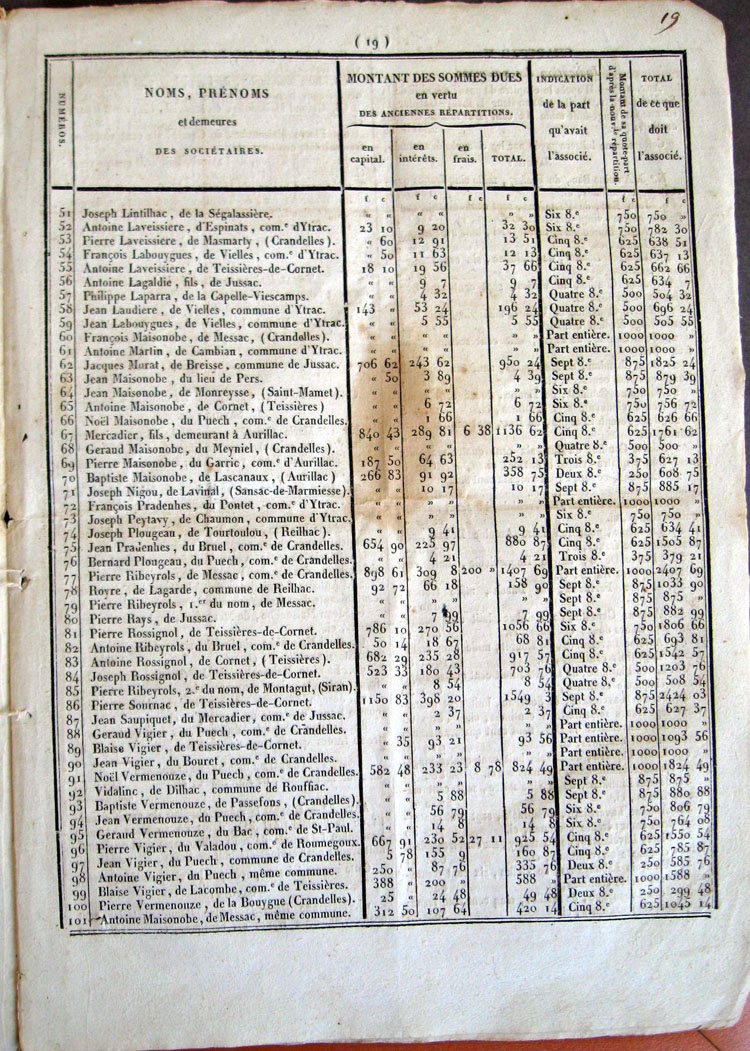 19
( 19 )
NUMÉROS.
NOMS, PRÉNOMS
et demeures
DES SOCIÉTAIRES.
MONTANT DES SOMMES DUES
en vertu
DES ANCIENNES RÉPARTITIONS.
en capital.
en intérêts.
en frais.
TOTAL.
INDICATION
de la part
qu'avait
l'associé.
Montant de sa quote-part
d'après la nouv.le répartition.
TOTAL
de ce que
doit
l'associé.
f c f c f c f c f c
51 Joseph Lintilhac, de la Ségalassière. « « « « » » Six 8.e 750 750 »
52 Antoine Laveissiere, d'Espinats, com.e d'Ytrac. 23 10 9 20 32 30 Six 8.e 750 782 30
53 Pierre Laveissiere, de Masmarty, (Crandelles). « 60 12 91 13 51 Cinq 8.e 625 638 51
54 François Labouygues, de Vielles, com.e d'Ytrac. « 50 11 63 12 13 Cinq 8.e 625 637 13
55 Antoine Laveissiere, de Teissières-de-Cornet. 18 10 19 56 37 66 Cinq 8.e 625 662 66
56 Antoine Lagaldié, fils, de Jussac. « « 9 7 9 7 Cinq 8.e 625 634 7
57 Philippe Laparra, de la Capelle-Viescamps. « « 4 32 4 32 Quatre 8.e 500 504 32
58 Jean Laudiere, de Vielles, commune d'Ytrac. 143 « 53 24 196 24 Quatre 8.e 500 696 24
59 Jean Labouygues, de Vielles, commune d'Ytrac. « « 5 55 5 55 Quatre 8.e 500 505 55
60 François Maisonobe, de Messac, (Crandelles). « « « « » » Part entière. 1000 1000 »
61 Antoine Martin, de Cambian, commune d'Ytrac. « « « « » » Part entière. 1000 1000 »
62 Jacques Murat, de Breisse, commune de Jussac. 706 62 243 62 950 24 Sept 8.e 875 1825 24
63 Jean Maisonobe, du lieu de Pers. « 50 3 89 4 39 Sept 8.e 875 879 39
64 Jean Maisonobe, de Monreysse, (Saint-Mamet). « « « « » » Six 8.e 750 750 »
65 Antoine Maisonobe, de Cornet, (Teissières) « « 6 72 6 72 Six 8.e 750 756 72
66 Noël Maisonobe, du Puech, com.e de Crandelles. « « 1 66 1 66 Cinq 8.e 625 626 66
67 Mercadier, fils, demeurant à Aurillac. 840 43 289 81 6 38 1136 62 Cinq 8.e 625 1761 62
68 Geraud Maisonobe, du Meyniel, (Crandelles). « « « « » » Quatre 8.e 500 500 »
69 Pierre Maisonobe, du Garric, com.e d'Aurillac. 187 50 64 63 252 13 Trois 8.e 375 627 13
70 Baptiste Maisonobe, de Lascanaux, (Aurillac) 266 83 91 92 358 75 Deux 8.e 250 608 75
71 Joseph Nigou, de Lavinal, (Sansac-de-Marmiesse). « « 10 17 10 17 Sept 8.e 875 885 17
72 François Pradenhes, du Pontet, com.e d'Ytrac. « « » » » » Part entière. 1000 1000 »
73 Joseph Peytavy, de Chaumon, commune d'Ytrac. « « » » » » Six 8.e 750 750 »
74 Joseph Plougeau, de Tourtoulou, (Reilhac). « « 9 41 9 41 Cinq 8.e 625 634 41
75 Jean Pradenhes, du Bruel, com.e de Crandelles. 654 90 225 97 880 87 Cinq 8.e 625 1505 87
76 Bernard Plougeau, du Puech, com.e de Crandelles. « « 4 21 4 21 Trois 8.e 375 379 21
77 Pierre Ribeyrols, de Messac, com.e de Crandelles. 898 61 309 8 200 » 1407 69 Part entière. 1000 2407 69
78 Royre, de Lagarde, commune de Reilhac. 92 72 66 18 158 90 Sept 8.e 875 1033 90
79 Pierre Ribeyrols, 1.er du nom, de Messac. « « » » » » Sept 8.e 875 875 »
80 Pierre Rays, de Jussac. « « 7 99 7 99 Sept 8.e 875 882 99
81 Pierre Rossignol, de Teissières-de-Cornet. 786 10 270 56 1056 66 Six 8.e 750 1806 66
82 Antoine Ribeyrols, du Bruel, com.e de Crandelles. 50 14 18 67 68 81 Cinq 8.e 625 693 81
83 Antoine Rossignol, de Cornet, (Teissières). 682 29 235 28 917 57 Cinq 8.e 625 1542 57
84 Joseph Rossignol, de Teissières-de-Cornet. 523 33 180 43 703 76 Quatre 8.e 500 1203 76
85 Pierre Ribeyrols, 2.e du nom, de Montagut, (Siran). « « 8 54 8 54 Quatre 8.e 500 508 54
86 Pierre Sournac, de Teissières-de-Cornet. 1150 83 398 20 1549 3 Sept 8.e 875 2424 03
87 Jean Saupiquet, du Mercadier, com.e de Jussac. « « 2 37 2 37 Cinq 8.e 625 627 37
88 Geraud Vigier, du Puech, com.e de Crandelles. « « » » » » Part entière. 1000 1000 »
89 Blaise Vigier, de Teissières-de-Cornet. « 35 93 21 93 56 Part entière. 1000 1093 56
90 Jean Vigier, du Bouret, com.e de Crandelles. « « » » » » Part entière. 1000 1000 »
91 Noël Vermenouze, du Puech, com.e de Crandelles. 582 48 233 23 8 78 824 49 Part entière. 1000 1824 49
92 Vidalinc, de Dilhac, commune de Rouffiac. « « » » » » Sept 8.e 875 875 »
93 Baptiste Vermenouze, de Passefons, (Crandelles). « « 5 88 5 88 Sept 8.e 875 880 88
94 Jean Vermenouze, du Puech, com.e de Crandelles. « « 56 79 56 79 Six 8.e 750 806 79
95 Geraud Vermenouze, du Bac, com.e de St-Paul. « « 14 8 14 8 Six 8.e 750 764 08
96 Pierre Vigier, du Valadou, com.e de Roumegoux. 667 91 230 52 27 11 925 54 Cinq 8.e 625 1550 54
97 Jean Vigier, du Puech, commune de Crandelles. 5 78 155 9 160 87 Cinq 8.e 625 785 87
98 Antoine Vigier, du Puech, même commune. 250 « 87 76 335 76 Deux 8.e 250 585 76
99 Blaise Vigier, de Lacombe, com.e de Teissières. 388 » 200 » 588 » Part entière. 1000 1588 »
100 Pierre Vermenouze, de la Bouygue (Crandelles). 25 » 24 48 49 48 Deux 8.e 250 299 48
101 Antoine Maisonobe, de Messac, même commune. 312 50 107 64 420 14 Cinq 8.e 625 1045 14